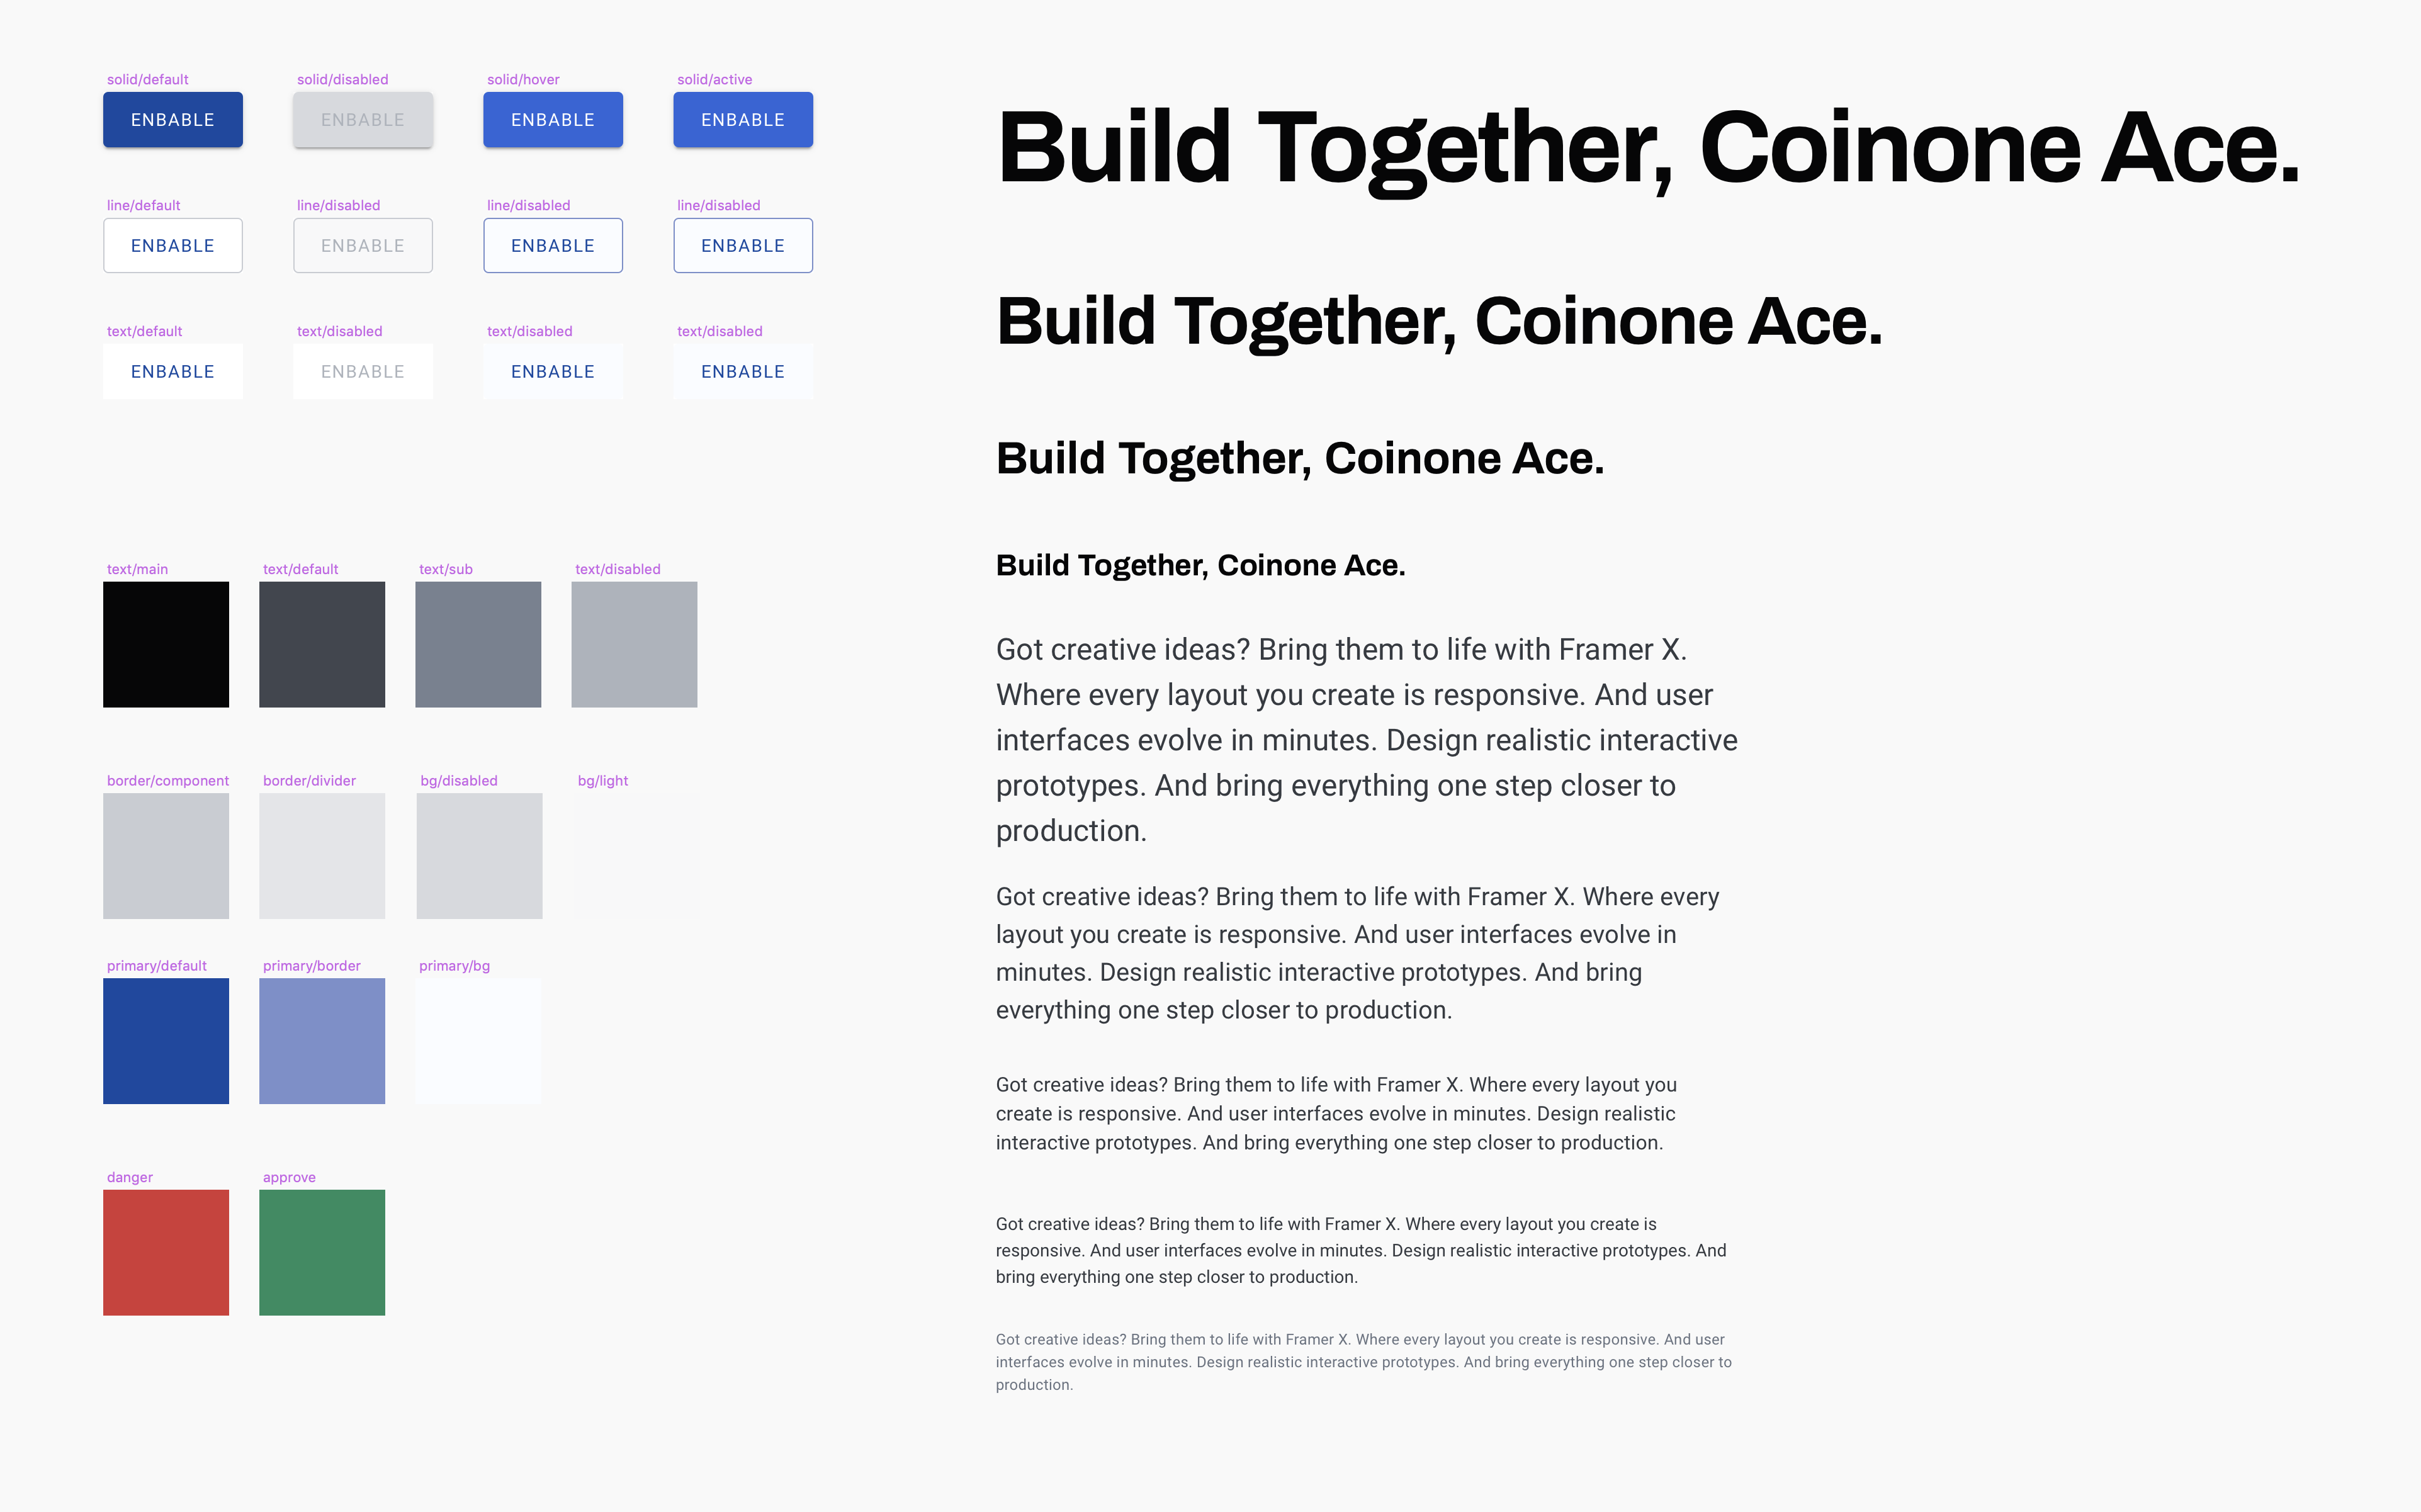 solid/default solid/disabled solid/hover solid/active
ENBABLE ENBABLE ENBABLE ENBABLE
line/default line/disabled line/disabled line/disabled
ENBABLE ENBABLE ENBABLE ENBABLE
text/default text/disabled text/disabled text/disabled
ENBABLE ENBABLE ENBABLE ENBABLE
text/main text/default text/sub text/disabled
border/component border/divider bg/disabled bg/light
primary/default primary/border primary/bg
danger approve
Build Together, Coinone Ace.
Build Together, Coinone Ace.
Build Together, Coinone Ace.
Build Together, Coinone Ace.
Got creative ideas? Bring them to life with Framer X.
Where every layout you create is responsive. And user
interfaces evolve in minutes. Design realistic interactive
prototypes. And bring everything one step closer to
production.
Got creative ideas? Bring them to life with Framer X. Where every
layout you create is responsive. And user interfaces evolve in
minutes. Design realistic interactive prototypes. And bring
everything one step closer to production.
Got creative ideas? Bring them to life with Framer X. Where every layout you
create is responsive. And user interfaces evolve in minutes. Design realistic
interactive prototypes. And bring everything one step closer to production.
Got creative ideas? Bring them to life with Framer X. Where every layout you create is
responsive. And user interfaces evolve in minutes. Design realistic interactive prototypes. And
bring everything one step closer to production.
Got creative ideas? Bring them to life with Framer X. Where every layout you create is responsive. And user
interfaces evolve in minutes. Design realistic interactive prototypes. And bring everything one step closer to
production.